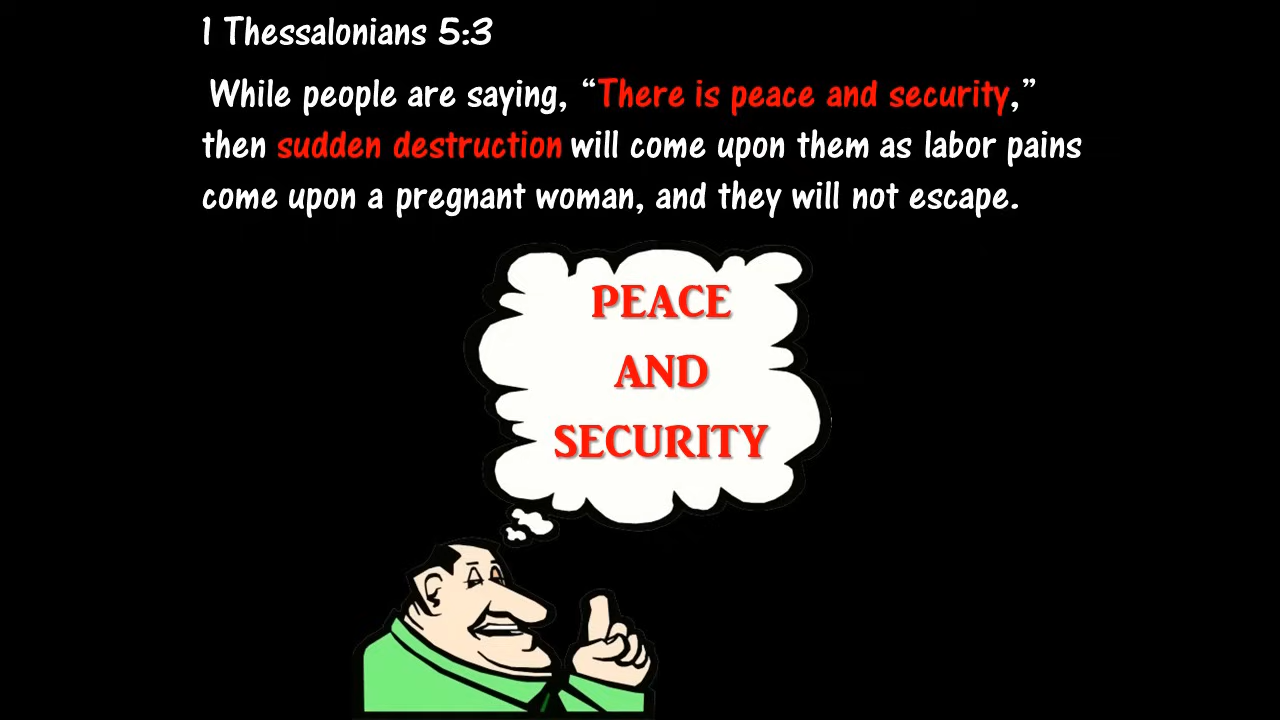 1 Thessalonians 5:3
While people are saying, “There is peace and security,”
then sudden destruction will come upon them as labor pains
come upon a pregnant woman, and they will not escape.
PEACE
AND
SECURITY